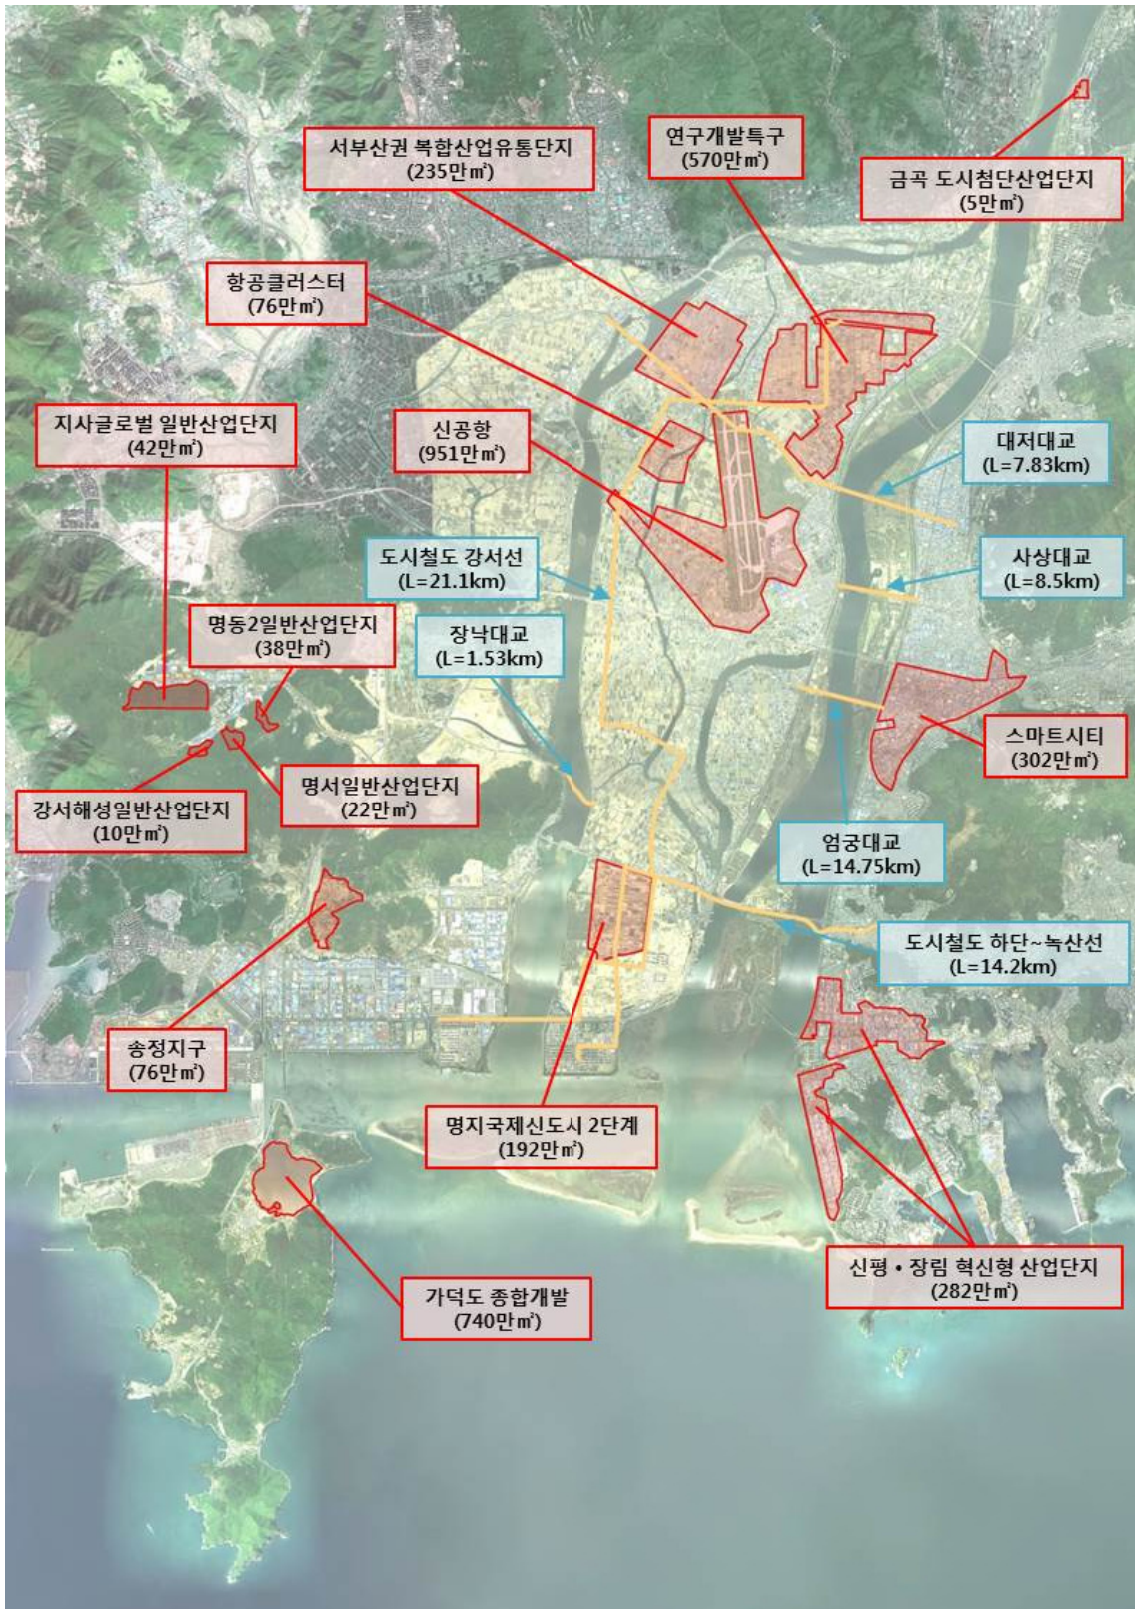 연구개발특구
(570만㎡)
서부산권 복합산업유통단지
(235만㎡)
금곡 도시첨단산업단지
(5만㎡)
항공클러스터
(76만㎡)
지사글로벌 일반산업단지
(42만㎡)
신공항
(951만㎡)
대저대교
(L=7.83km)
도시철도 강서선
(L=21.1km)
사상대교
(L=8.5km)
명동2일반산업단지
(38만㎡)
장낙대교
(L=1.53km)
스마트시티
(302만㎡)
명서일반산업단지
(22만㎡)
강서해성일반산업단지
(10만㎡)
엄궁대교
(L=14.75km)
도시철도 하단~녹산선
(L=14.2km)
송정지구
(76만㎡)
명지국제신도시 2단계
(192만㎡)
신평•장림 혁신형 산업단지
(282만㎡)
가덕도 종합개발
(740만㎡)